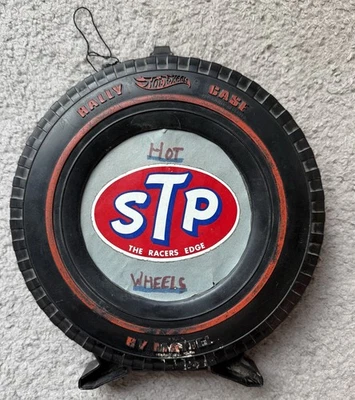 Hot Wheels
RALLY CASE
HOT
STP
THE RACERS EDGE
WHEELS
BY MATTEL